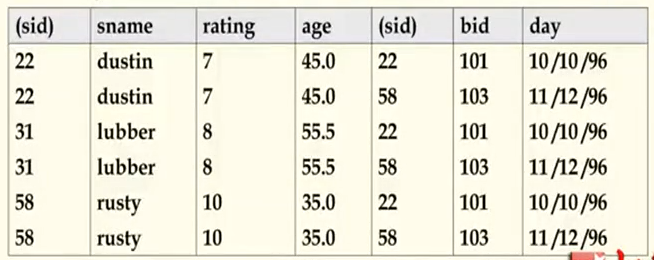 (sid) sname rating age (sid) bid day
22 dustin 7 45.0 22 101 10/10/96
22 dustin 7 45.0 58 103 11/12/96
31 lubber 8 55.5 22 101 10/10/96
31 lubber 8 55.5 58 103 11/12/96
58 rusty 10 35.0 22 101 10/10/96
58 rusty 10 35.0 58 103 11/12/96